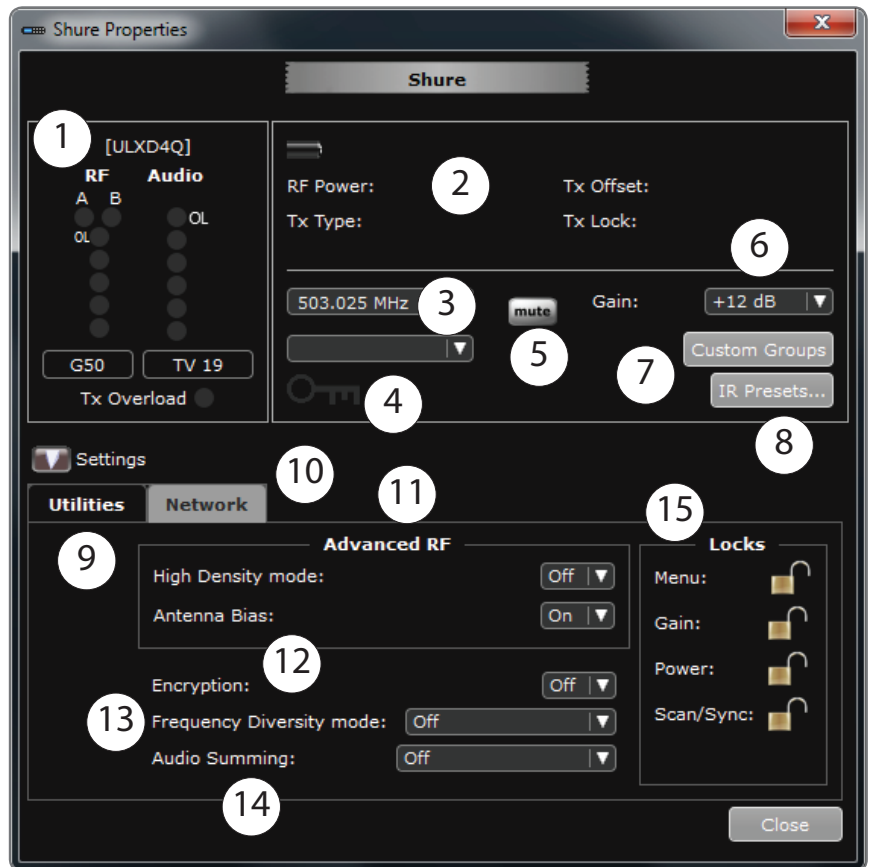 Shure Properties
Shure
1
[ULXD4Q]
RF Audio
A B
OL
OL
G50 TV 19
Tx Overload
2
RF Power: Tx Offset:
Tx Type: Tx Lock:
6
503.025 MHz 3 mute Gain: +12 dB
5
7 Custom Groups
4 IR Presets...
8
Settings
10
11
Utilities Network
15
9
Advanced RF
High Density mode: Off
Antenna Bias: On
12
Encryption: Off
13
Frequency Diversity mode: Off
Audio Summing: Off
14
Locks
Menu:
Gain:
Power:
Scan/Sync:
Close